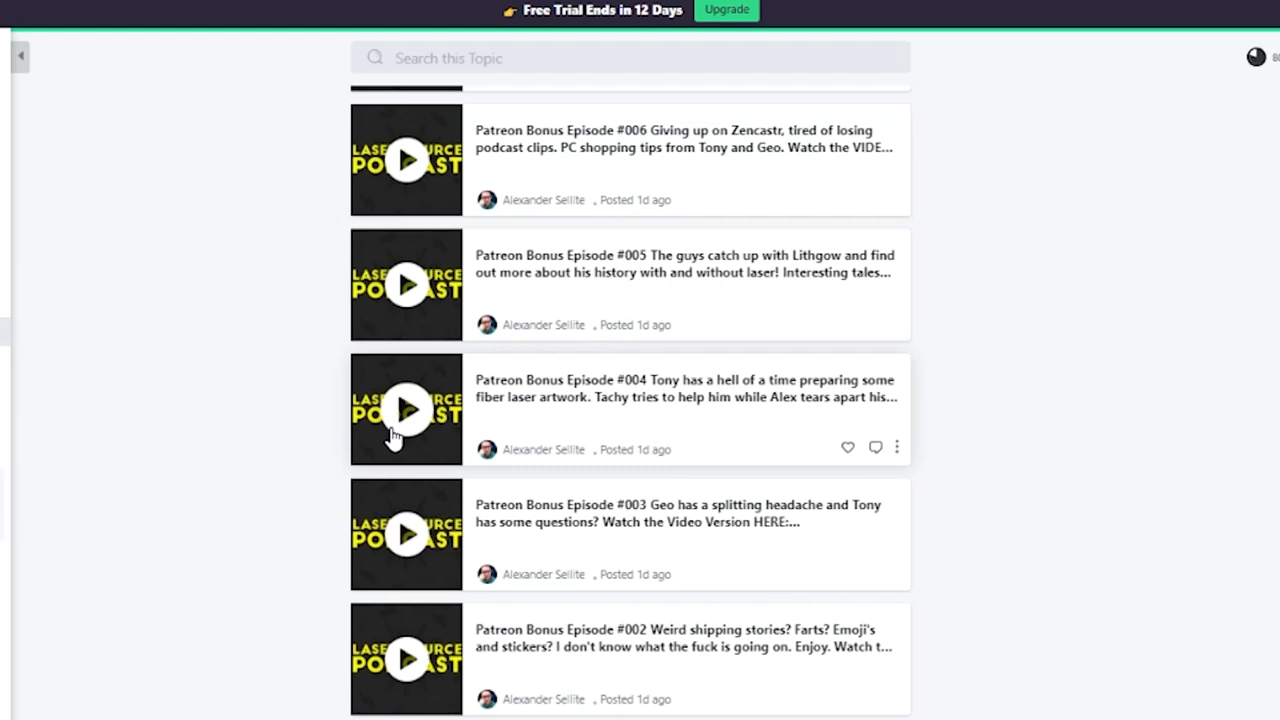 👉 Free Trial Ends in 12 Days
Upgrade
Search this Topic
Patreon Bonus Episode #006 Giving up on Zencastr, tired of losing
podcast clips. PC shopping tips from Tony and Geo. Watch the VIDE...
Alexander Sellite . Posted 1d ago
Patreon Bonus Episode #005 The guys catch up with Lithgow and find
out more about his history with and without laser! Interesting tales...
Alexander Sellite . Posted 1d ago
Patreon Bonus Episode #004 Tony has a hell of a time preparing some
fiber laser artwork. Tachy tries to help him while Alex tears apart his...
Alexander Sellite . Posted 1d ago
Patreon Bonus Episode #003 Geo has a splitting headache and Tony
has some questions? Watch the Video Version HERE:...
Alexander Sellite . Posted 1d ago
Patreon Bonus Episode #002 Weird shipping stories? Farts? Emoji's
and stickers? I don't know what the fuck is going on. Enjoy. Watch t...
Alexander Sellite . Posted 1d ago